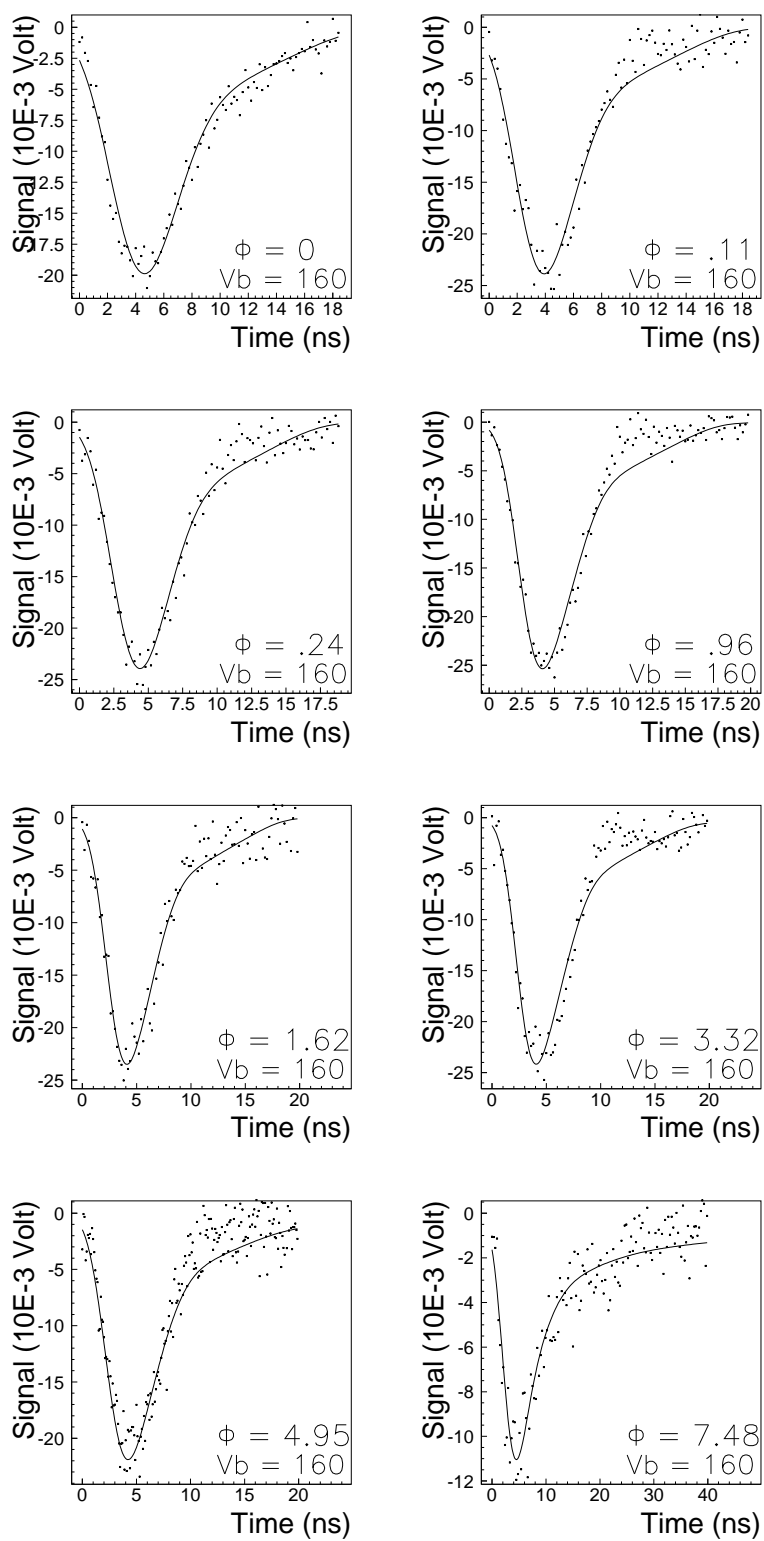 Signal (10E-3 Volt)
0
-2.5
-5
-7.5
-10
-12.5
-15
-17.5
-20
Φ = 0
Vb = 160
0 2 4 6 8 10 12 14 16 18
Time (ns)
Signal (10E-3 Volt)
0
-5
-10
-15
-20
-25
Φ = .11
Vb = 160
0 2 4 6 8 10 12 14 16 18
Time (ns)
Signal (10E-3 Volt)
0
-5
-10
-15
-20
-25
Φ = .24
Vb = 160
0 2.5 5 7.5 10 12.5 15 17.5
Time (ns)
Signal (10E-3 Volt)
0
-5
-10
-15
-20
-25
Φ = .96
Vb = 160
0 2.5 5 7.5 10 12.5 15 17.5 20
Time (ns)
Signal (10E-3 Volt)
0
-5
-10
-15
-20
-25
Φ = 1.62
Vb = 160
0 5 10 15 20
Time (ns)
Signal (10E-3 Volt)
0
-5
-10
-15
-20
-25
Φ = 3.32
Vb = 160
0 5 10 15 20
Time (ns)
Signal (10E-3 Volt)
0
-5
-10
-15
-20
Φ = 4.95
Vb = 160
0 5 10 15 20
Time (ns)
Signal (10E-3 Volt)
0
-2
-4
-6
-8
-10
-12
Φ = 7.48
Vb = 160
0 10 20 30 40
Time (ns)